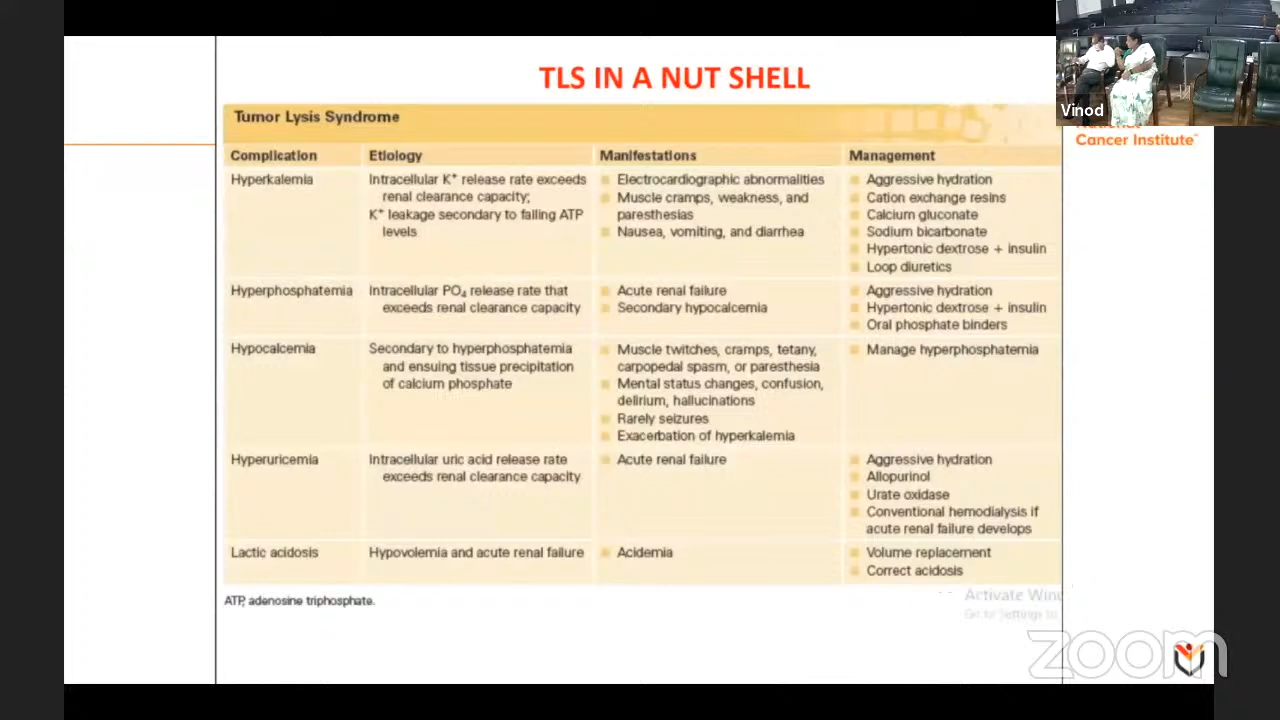 TLS IN A NUT SHELL
Vinod
Cancer Institute
Tumor Lysis Syndrome
Complication Etiology Manifestations Management
Hyperkalemia
Intracellular K⁺ release rate exceeds
renal clearance capacity;
K⁺ leakage secondary to falling ATP
levels
Electrocardiographic abnormalities
Muscle cramps, weakness, and
paresthesias
Nausea, vomiting, and diarrhea
Aggressive hydration
Cation exchange resins
Calcium gluconate
Sodium bicarbonate
Hypertonic dextrose + insulin
Loop diuretics
Hyperphosphatemia
Intracellular PO₄ release rate that
exceeds renal clearance capacity
Acute renal failure
Secondary hypocalcemia
Aggressive hydration
Hypertonic dextrose + insulin
Oral phosphate binders
Hypocalcemia
Secondary to hyperphosphatemia
and ensuing tissue precipitation
of calcium phosphate
Muscle twitches, cramps, tetany,
carpopedal spasm, or paresthesia
Mental status changes, confusion,
delirium, hallucinations
Rarely seizures
Exacerbation of hyperkalemia
Manage hyperphosphatemia
Hyperuricemia
Intracellular uric acid release rate
exceeds renal clearance capacity
Acute renal failure
Aggressive hydration
Allopurinol
Urate oxidase
Conventional hemodialysis if
acute renal failure develops
Lactic acidosis
Hypovolemia and acute renal failure
Acidemia
Volume replacement
Correct acidosis
ATP, adenosine triphosphate.
Activate Wind
Go to Settings to
zoom